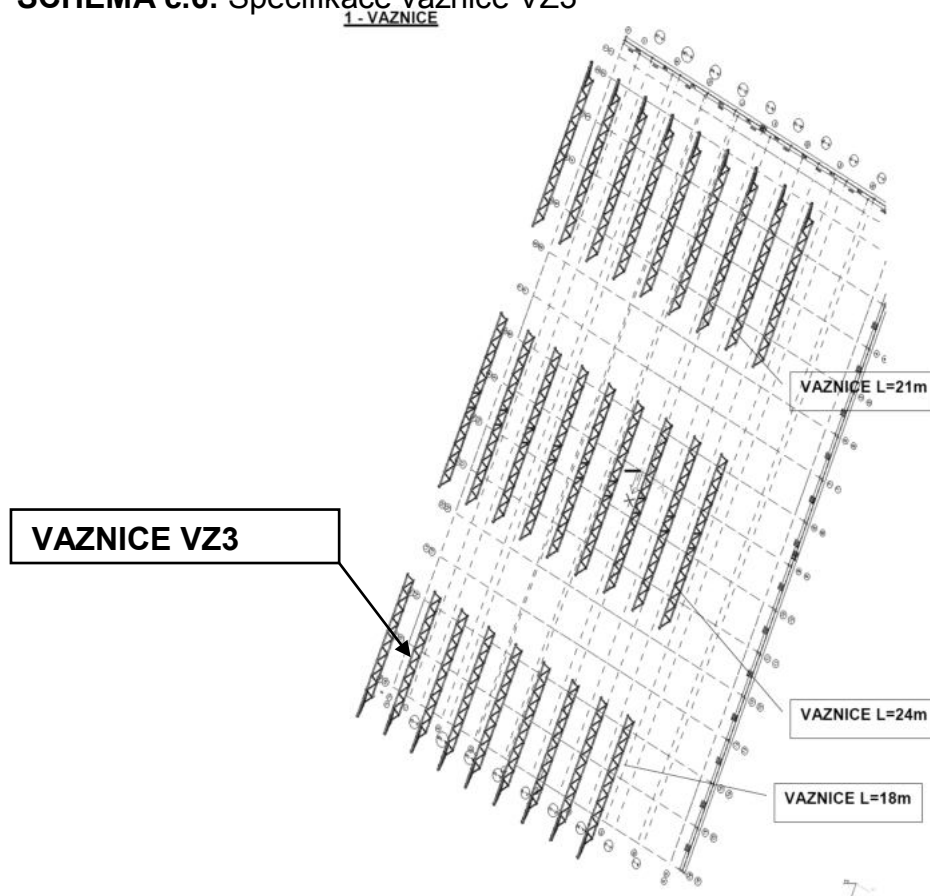 SCHÉMA č.6: Specifikace vaznice VZ3
1 - VAZNICE
VAZNICE L=21m
VAZNICE VZ3
VAZNICE L=24m
VAZNICE L=18m